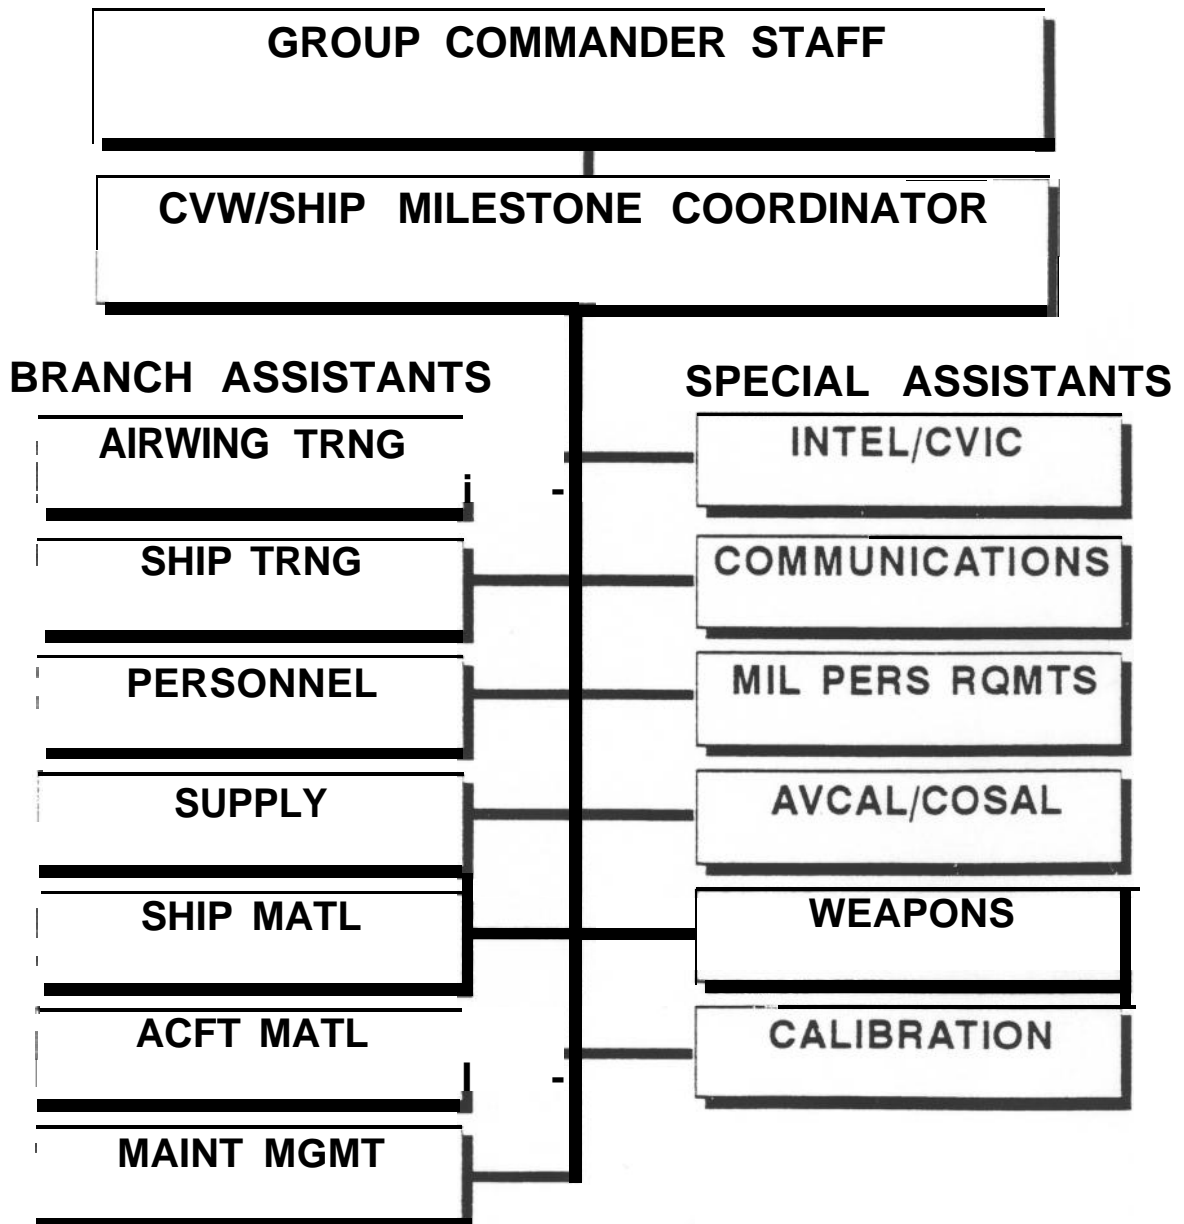 GROUP COMMANDER STAFF
CVW/SHIP MILESTONE COORDINATOR
BRANCH ASSISTANTS
AIRWING TRNG
SHIP TRNG
PERSONNEL
SUPPLY
SHIP MATL
ACFT MATL
MAINT MGMT
SPECIAL ASSISTANTS
INTEL/CVIC
COMMUNICATIONS
MIL PERS RQMTS
AVCAL/COSAL
WEAPONS
CALIBRATION